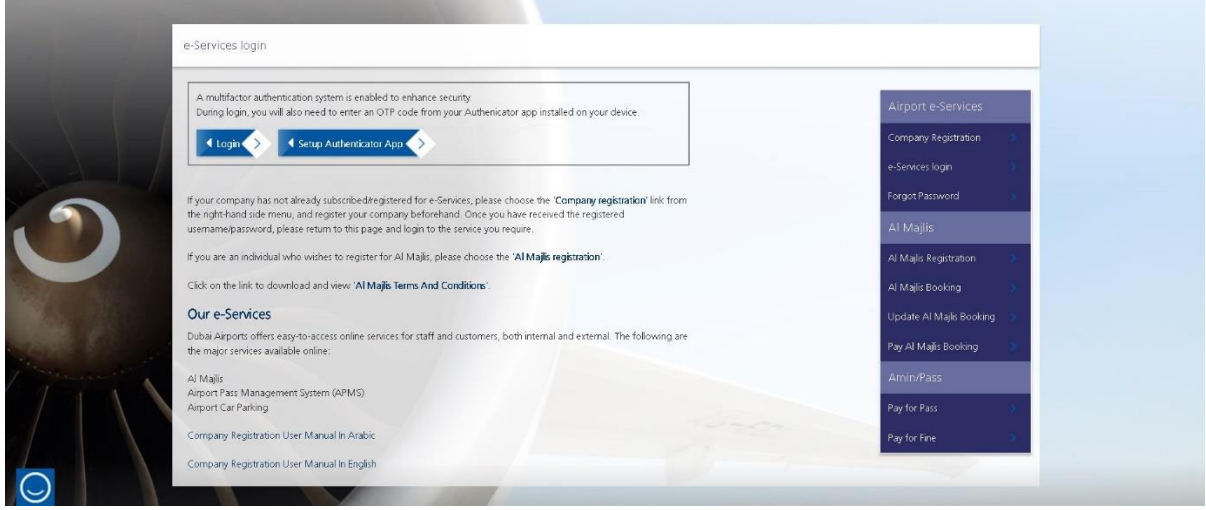 e-Services login
A multifactor authentication system is enabled to enhance security.
During login, you will also need to enter an OTP code from your Authenicator app installed on your device.
Login
Setup Authenticator App
If your company has not already subscribed/registered for e-Services, please choose the 'Company registration' link from
the right-hand side menu, and register your company beforehand. Once you have received the registered
username/password, please return to this page and login to the service you require.
If you are an individual who wishes to register for Al Majlis, please choose the 'Al Majlis registration'.
Click on the link to download and view 'Al Majlis Terms And Conditions'.
Our e-Services
Dubai Airports offers easy-to-access online services for staff and customers, both internal and external. The following are
the major services available online:
Al Majlis
Airport Pass Management System (APMS)
Airport Car Parking
Company Registration User Manual In Arabic
Company Registration User Manual In English
Airport e-Services
Company Registration
e-Services login
Forgot Password
Al Majlis
Al Majlis Registration
Al Majlis Booking
Update Al Majlis Booking
Pay Al Majlis Booking
Amin/Pass
Pay for Pass
Pay for Fine